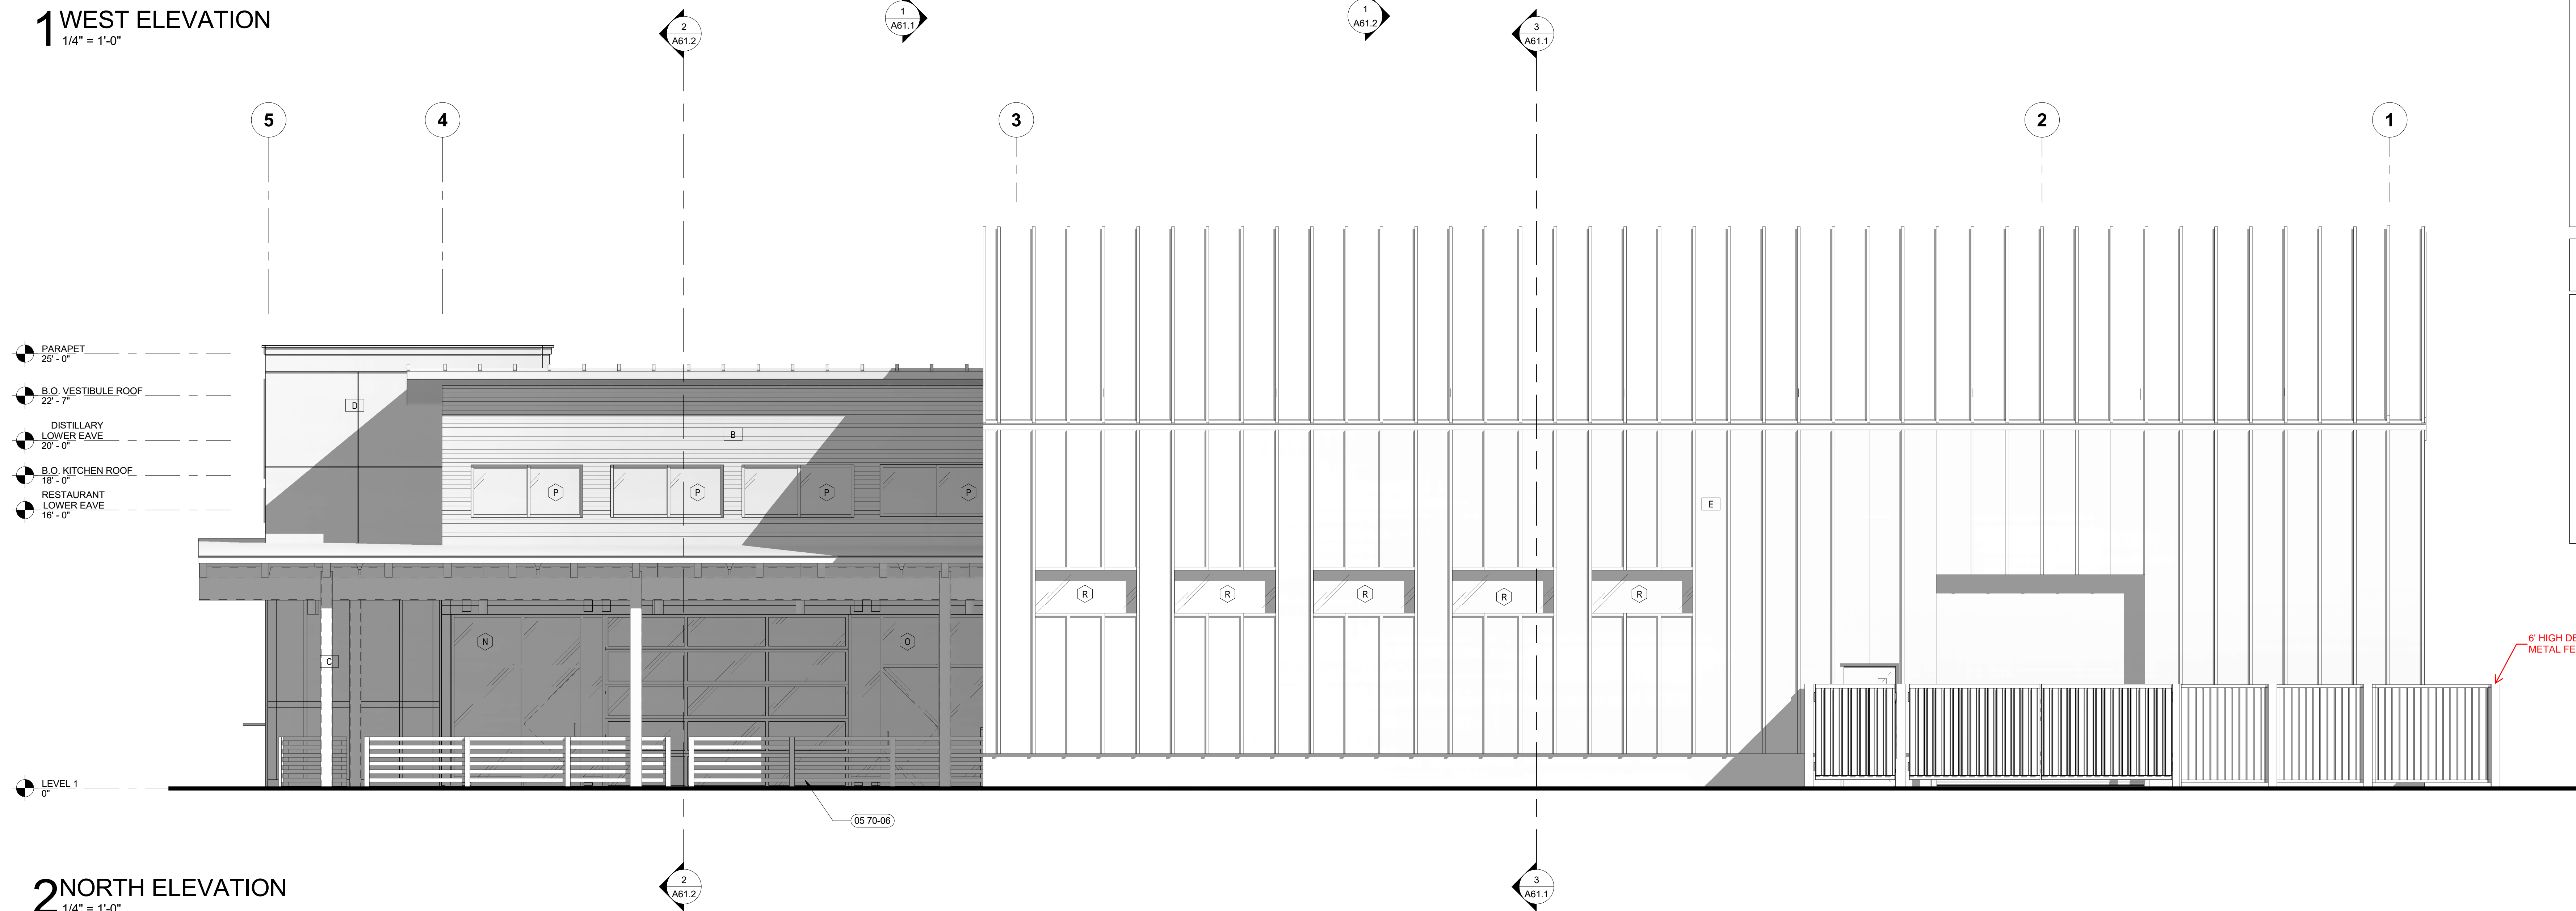 1 WEST ELEVATION
1/4" = 1'-0"
2
A61.2
1
A61.1
1
A61.2
3
A61.1
5
4
3
2
1
PARAPET
25' - 0"
B.O. VESTIBULE ROOF
22' - 7"
DISTILLARY
LOWER EAVE
20' - 0"
B.O. KITCHEN ROOF
18' - 0"
RESTAURANT
LOWER EAVE
16' - 0"
LEVEL 1
0"
D
B
P
P
P
P
E
R
R
R
R
R
N
O
C
6' HIGH DE
METAL FE
05 70-06
2
A61.2
3
A61.1
2 NORTH ELEVATION
1/4" = 1'-0"